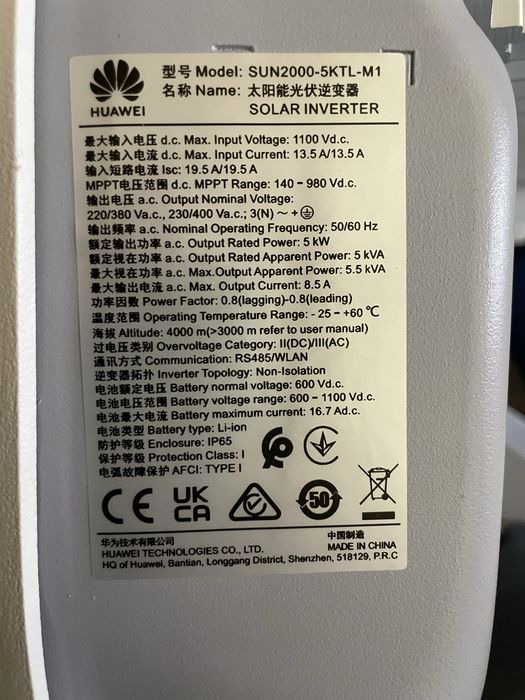 HUAWEI
型号 Model: SUN2000-5KTL-M1
名称 Name: 太阳能光伏逆变器
SOLAR INVERTER
最大输入电压 d.c. Max. Input Voltage: 1100 Vd.c.
最大输入电流 d.c. Max. Input Current: 13.5 A/13.5 A
输入短路电流 Isc: 19.5 A/19.5 A
MPPT电压范围 d.c. MPPT Range: 140 – 980 Vd.c.
输出电压 a.c. Output Nominal Voltage:
220/380 Va.c., 230/400 Va.c.; 3(N) ~ + ⏚
输出频率 a.c. Nominal Operating Frequency: 50/60 Hz
额定输出功率 a.c. Output Rated Power: 5 kW
额定视在功率 a.c. Output Rated Apparent Power: 5 kVA
最大视在功率 a.c. Max.Output Apparent Power: 5.5 kVA
最大输出电流 a.c. Max. Output Current: 8.5 A
功率因数 Power Factor: 0.8(lagging)-0.8(leading)
温度范围 Operating Temperature Range: - 25 – +60 ℃
海拔 Altitude: 4000 m(>3000 m refer to user manual)
过电压类别 Overvoltage Category: II(DC)/III(AC)
通讯方式 Communication: RS485/WLAN
逆变器拓扑 Inverter Topology: Non-Isolation
电池额定电压 Battery normal voltage: 600 Vd.c.
电池电压范围 Battery voltage range: 600 – 1100 Vd.c.
电池最大电流 Battery maximum current: 16.7 Ad.c.
电池类型 Battery type: Li-ion
防护等级 Enclosure: IP65
保护等级 Protection Class: I
电弧故障保护 AFCI: TYPE I
CE UK CA 50
华为技术有限公司 中国制造
HUAWEI TECHNOLOGIES CO., LTD. MADE IN CHINA
HQ of Huawei, Bantian, Longgang District, Shenzhen, 518129, P.R.C